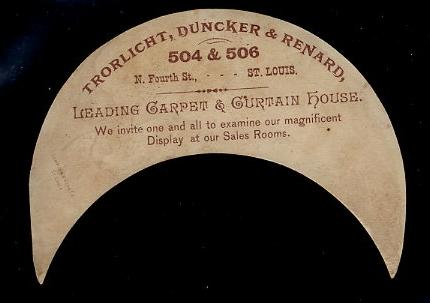 TRORLICHT, DUNCKER & RENARD,
504 & 506
N. Fourth St., - - - ST. LOUIS.
LEADING CARPET & CURTAIN HOUSE.
We invite one and all to examine our magnificent
Display at our Sales Rooms.